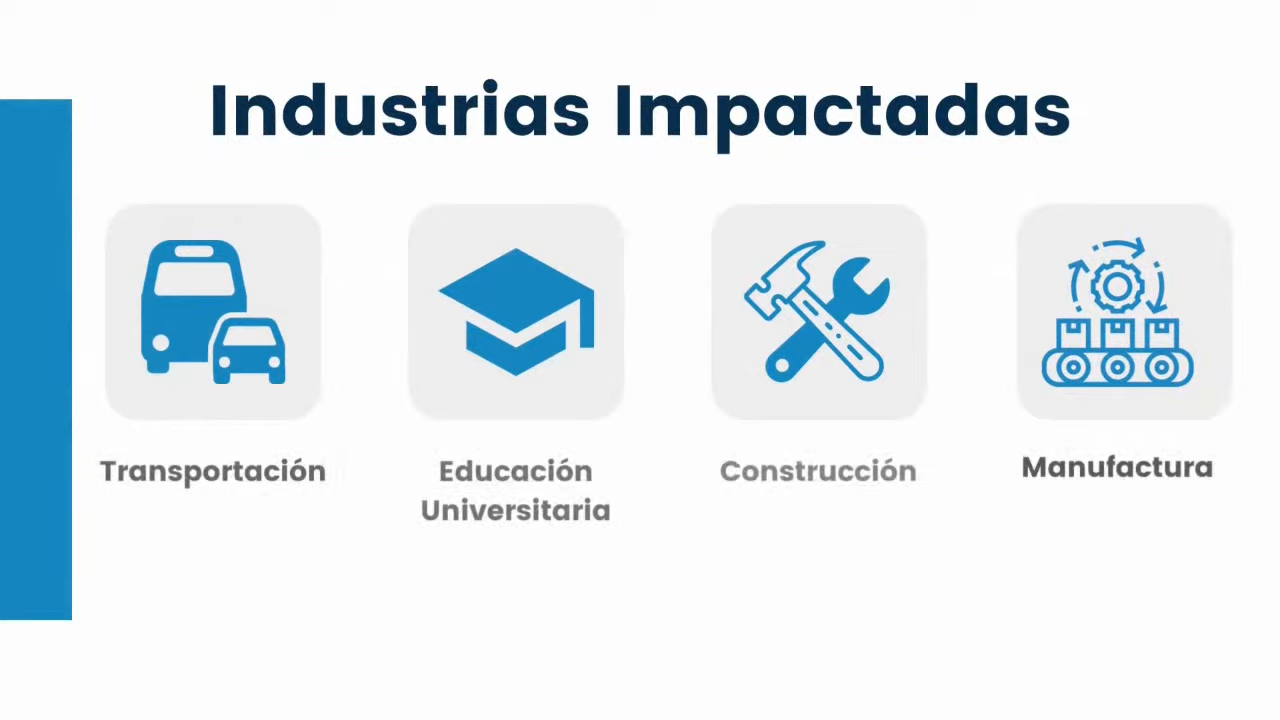 Industrias Impactadas
Transportación
Educación
Universitaria
Construcción
Manufactura